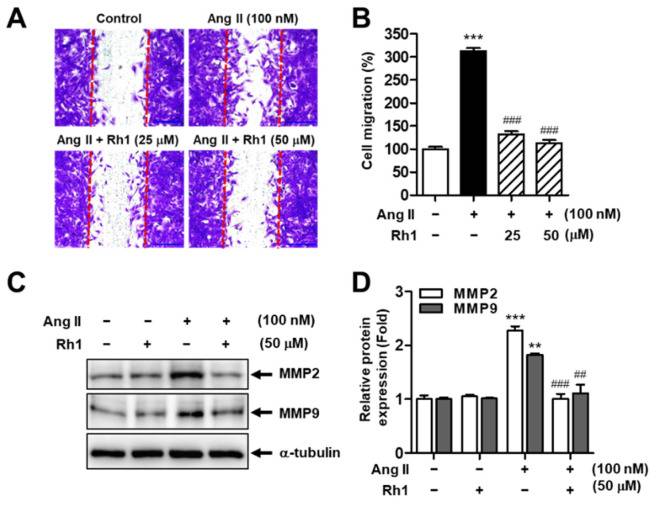 A
Control
Ang II (100 nM)
Ang II + Rh1 (25 μM)
Ang II + Rh1 (50 μM)
B
Cell migration (%)
350
300
250
200
150
100
50
0
***
###
###
Ang II – + + + (100 nM)
Rh1 – – 25 50 (μM)
C
Ang II – – + + (100 nM)
Rh1 – + – + (50 μM)
MMP2
MMP9
α-tubulin
D
MMP2
MMP9
Relative protein
expression (Fold)
3
2
1
0
***
**
###
##
Ang II – – + + (100 nM)
Rh1 – + – + (50 μM)